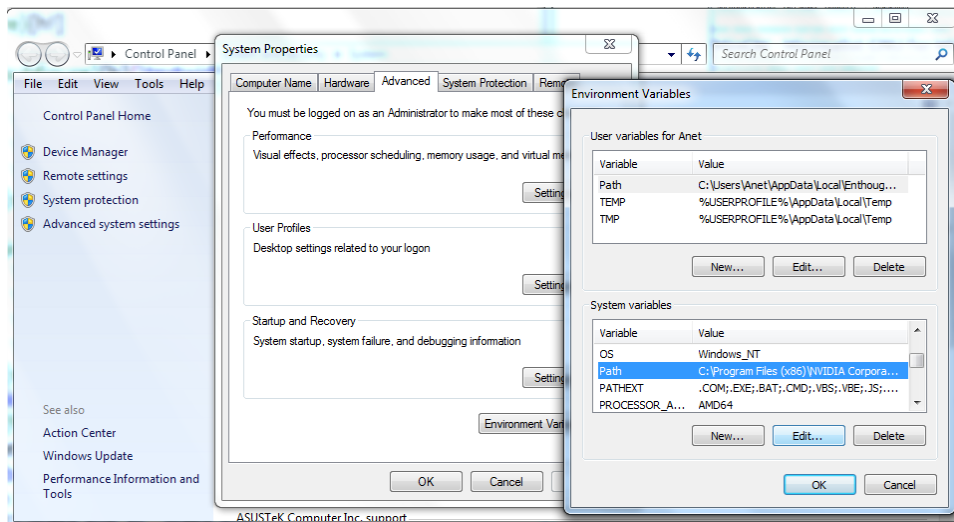 Control Panel
Search Control Panel
File Edit View Tools Help
Control Panel Home
Device Manager
Remote settings
System protection
Advanced system settings
See also
Action Center
Windows Update
Performance Information and
Tools
System Properties
Computer Name Hardware Advanced System Protection
You must be logged on as an Administrator to make most of these
Performance
Visual effects, processor scheduling, memory usage, and virtual
User Profiles
Desktop settings related to your logon
Startup and Recovery
System startup, system failure, and debugging information
Environment
OK Cancel
ASUSTeK Computer Inc. support
Environment Variables
User variables for Anet
Variable Value
Path C:\Users\Anet\AppData\Local\Enthoug...
TEMP %USERPROFILE%\AppData\Local\Temp
TMP %USERPROFILE%\AppData\Local\Temp
New... Edit... Delete
System variables
Variable Value
OS Windows_NT
Path C:\Program Files (x86)\NVIDIA Corpora...
PATHEXT .COM;.EXE;.BAT;.CMD;.VBS;.VBE;.JS;....
PROCESSOR_A... AMD64
New... Edit... Delete
OK Cancel